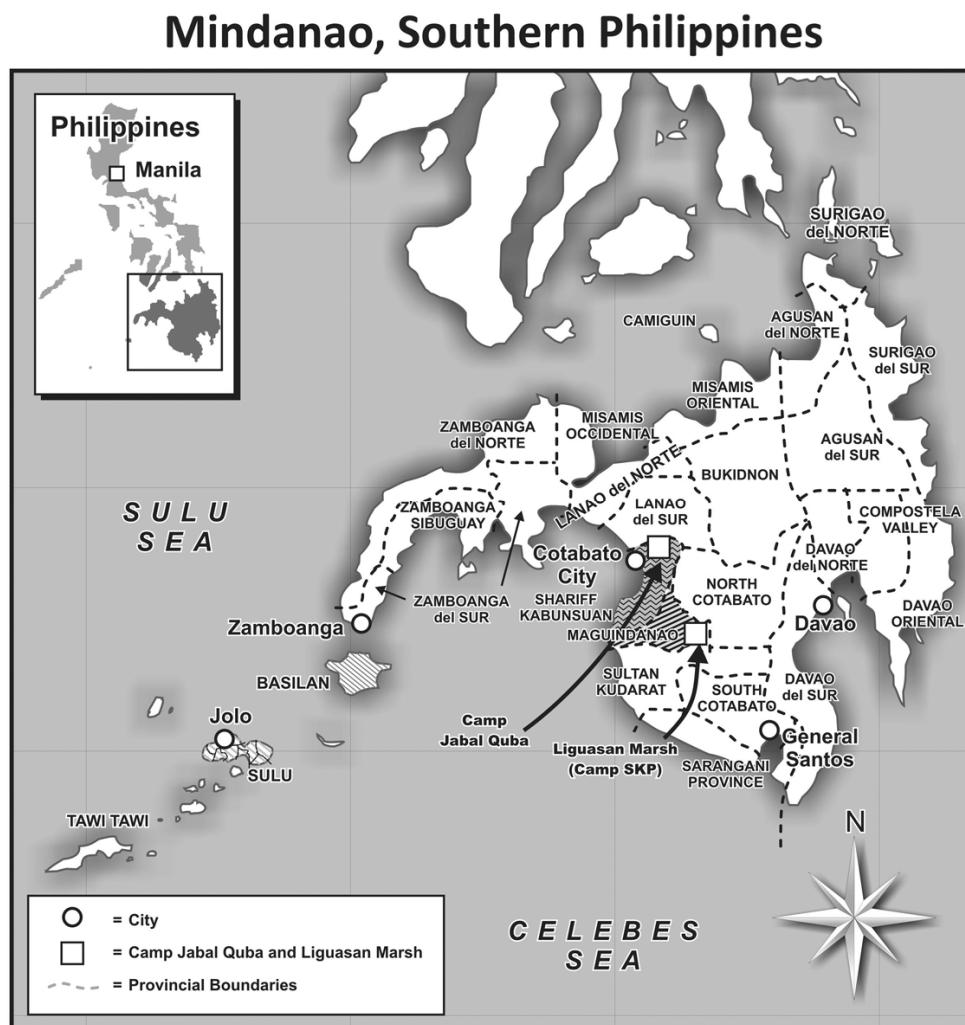 Mindanao, Southern Philippines
Philippines
Manila
SURIGAO
del NORTE
CAMIGUIN
AGUSAN
del NORTE
SURIGAO
del SUR
MISAMIS
ORIENTAL
ZAMBOANGA
del NORTE
MISAMIS
OCCIDENTAL
AGUSAN
del SUR
LANAO del NORTE
BUKIDNON
SULU
SEA
ZAMBOANGA
SIBUGUAY
LANAO
del SUR
COMPOSTELA
VALLEY
Cotabato
City
DAVAO
del NORTE
SHARIFF
KABUNSUAN
NORTH
COTABATO
ZAMBOANGA
del SUR
DAVAO
ORIENTAL
Zamboanga
MAGUINDANAO
Davao
BASILAN
SULTAN
KUDARAT
SOUTH
COTABATO
DAVAO
del SUR
Jolo
Camp
Jabal Quba
General
Santos
Liguasan Marsh
(Camp SKP)
SULU
SARANGANI
PROVINCE
TAWI TAWI
N
CELEBES
SEA
= City
= Camp Jabal Quba and Liguasan Marsh
= Provincial Boundaries